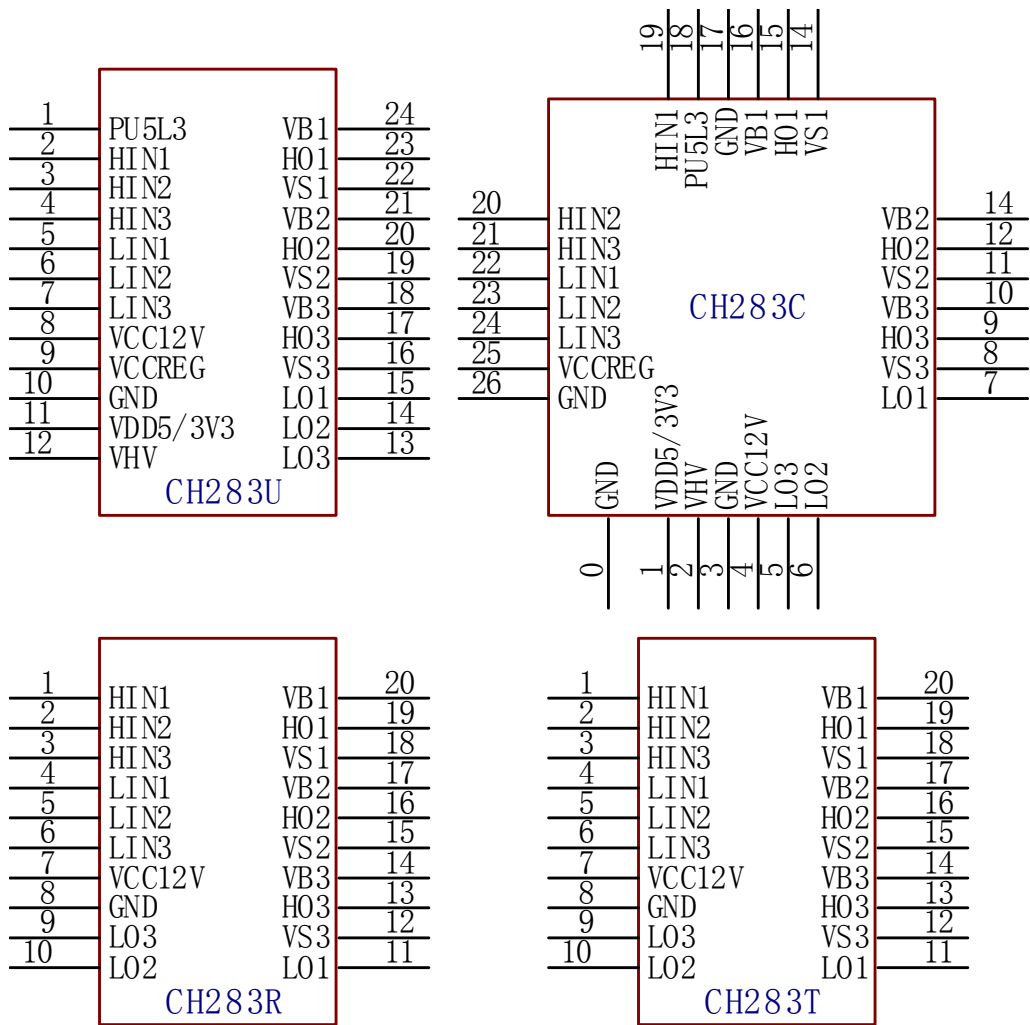 1 PU5L3 VB1 24
2 HIN1 HO1 23
3 HIN2 VS1 22
4 HIN3 VB2 21
5 LIN1 HO2 20
6 LIN2 VS2 19
7 LIN3 VB3 18
8 VCC12V HO3 17
9 VCCREG VS3 16
10 GND LO1 15
11 VDD5/3V3 LO2 14
12 VHV LO3 13
CH283U
19 HIN1
18 PU5L3
17 GND
16 VB1
15 HO1
14 VS1
20 HIN2 VB2 14
21 HIN3 HO2 12
22 LIN1 VS2 11
23 LIN2 VB3 10
24 LIN3 HO3 9
25 VCCREG VS3 8
26 GND LO1 7
CH283C
0 GND
1 VDD5/3V3
2 VHV
3 GND
4 VCC12V
5 LO3
6 LO2
1 HIN1 VB1 20
2 HIN2 HO1 19
3 HIN3 VS1 18
4 LIN1 VB2 17
5 LIN2 HO2 16
6 LIN3 VS2 15
7 VCC12V VB3 14
8 GND HO3 13
9 LO3 VS3 12
10 LO2 LO1 11
CH283R
1 HIN1 VB1 20
2 HIN2 HO1 19
3 HIN3 VS1 18
4 LIN1 VB2 17
5 LIN2 HO2 16
6 LIN3 VS2 15
7 VCC12V VB3 14
8 GND HO3 13
9 LO3 VS3 12
10 LO2 LO1 11
CH283T